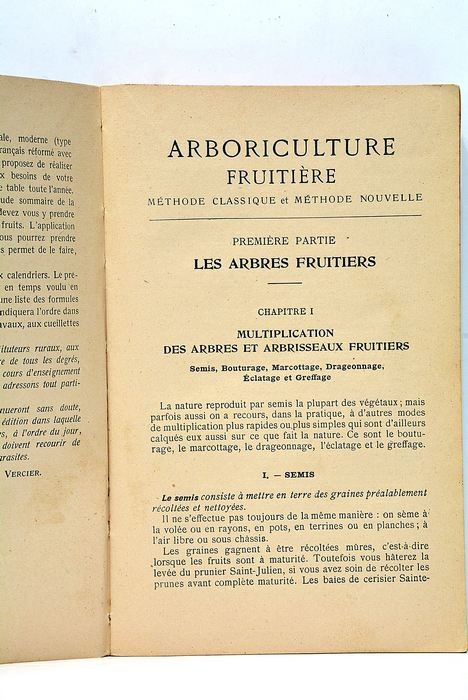 ale, moderne (type
rançais réformé avec
proposez de réaliser
x besoins de votre
e table toute l'année.
ude sommaire de la
devez vous y prendre
fruits. L'application
ous pourrez prendre
s permet de le faire,
x calendriers. Le pre-
en temps voulu en
une liste des formules
ndiquera l'ordre dans
avaux, aux cueillettes
tituteurs ruraux, aux
re de tous les degrés,
cours d'enseignement
adressons tout parti-
nueront sans doute,
édition dans laquelle
s, à l'ordre du jour,
doivent recourir de
arasites.
VERCIER.
ARBORICULTURE
FRUITIÈRE
MÉTHODE CLASSIQUE et MÉTHODE NOUVELLE
PREMIÈRE PARTIE
LES ARBRES FRUITIERS
CHAPITRE I
MULTIPLICATION
DES ARBRES ET ARBRISSEAUX FRUITIERS
Semis, Bouturage, Marcottage, Drageonnage,
Éclatage et Greffage
La nature reproduit par semis la plupart des végétaux ; mais
parfois aussi on a recours, dans la pratique, à d'autres modes
de multiplication plus rapides ou plus simples qui sont d'ailleurs
calqués eux aussi sur ce que fait la nature. Ce sont le boutu-
rage, le marcottage, le drageonnage, l'éclatage et le greffage.
I. — SEMIS
Le semis consiste à mettre en terre des graines préalablement
récoltées et nettoyées.
Il ne s'effectue pas toujours de la même manière : on sème à
la volée ou en rayons, en pots, en terrines ou en planches ; à
l'air libre ou sous châssis.
Les graines gagnent à être récoltées mûres, c'est-à-dire
lorsque les fruits sont à maturité. Toutefois vous hâterez la
levée du prunier Saint-Julien, si vous avez soin de récolter les
prunes avant complète maturité. Les baies de cerisier Sainte-